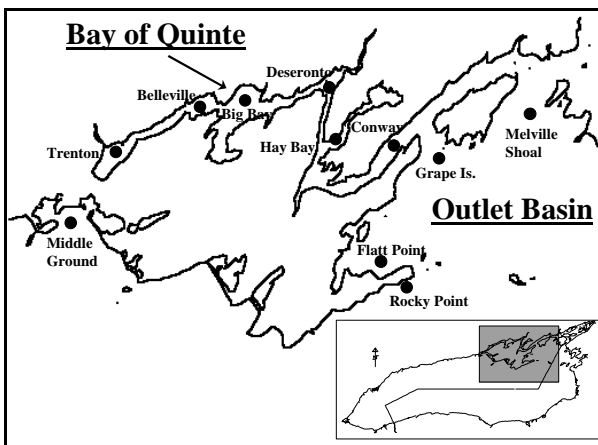 Bay of Quinte
Deseronto
Belleville
Big Bay
Trenton
Hay Bay
Conway
Melville
Shoal
Grape Is.
Outlet Basin
Middle
Ground
Flatt Point
Rocky Point